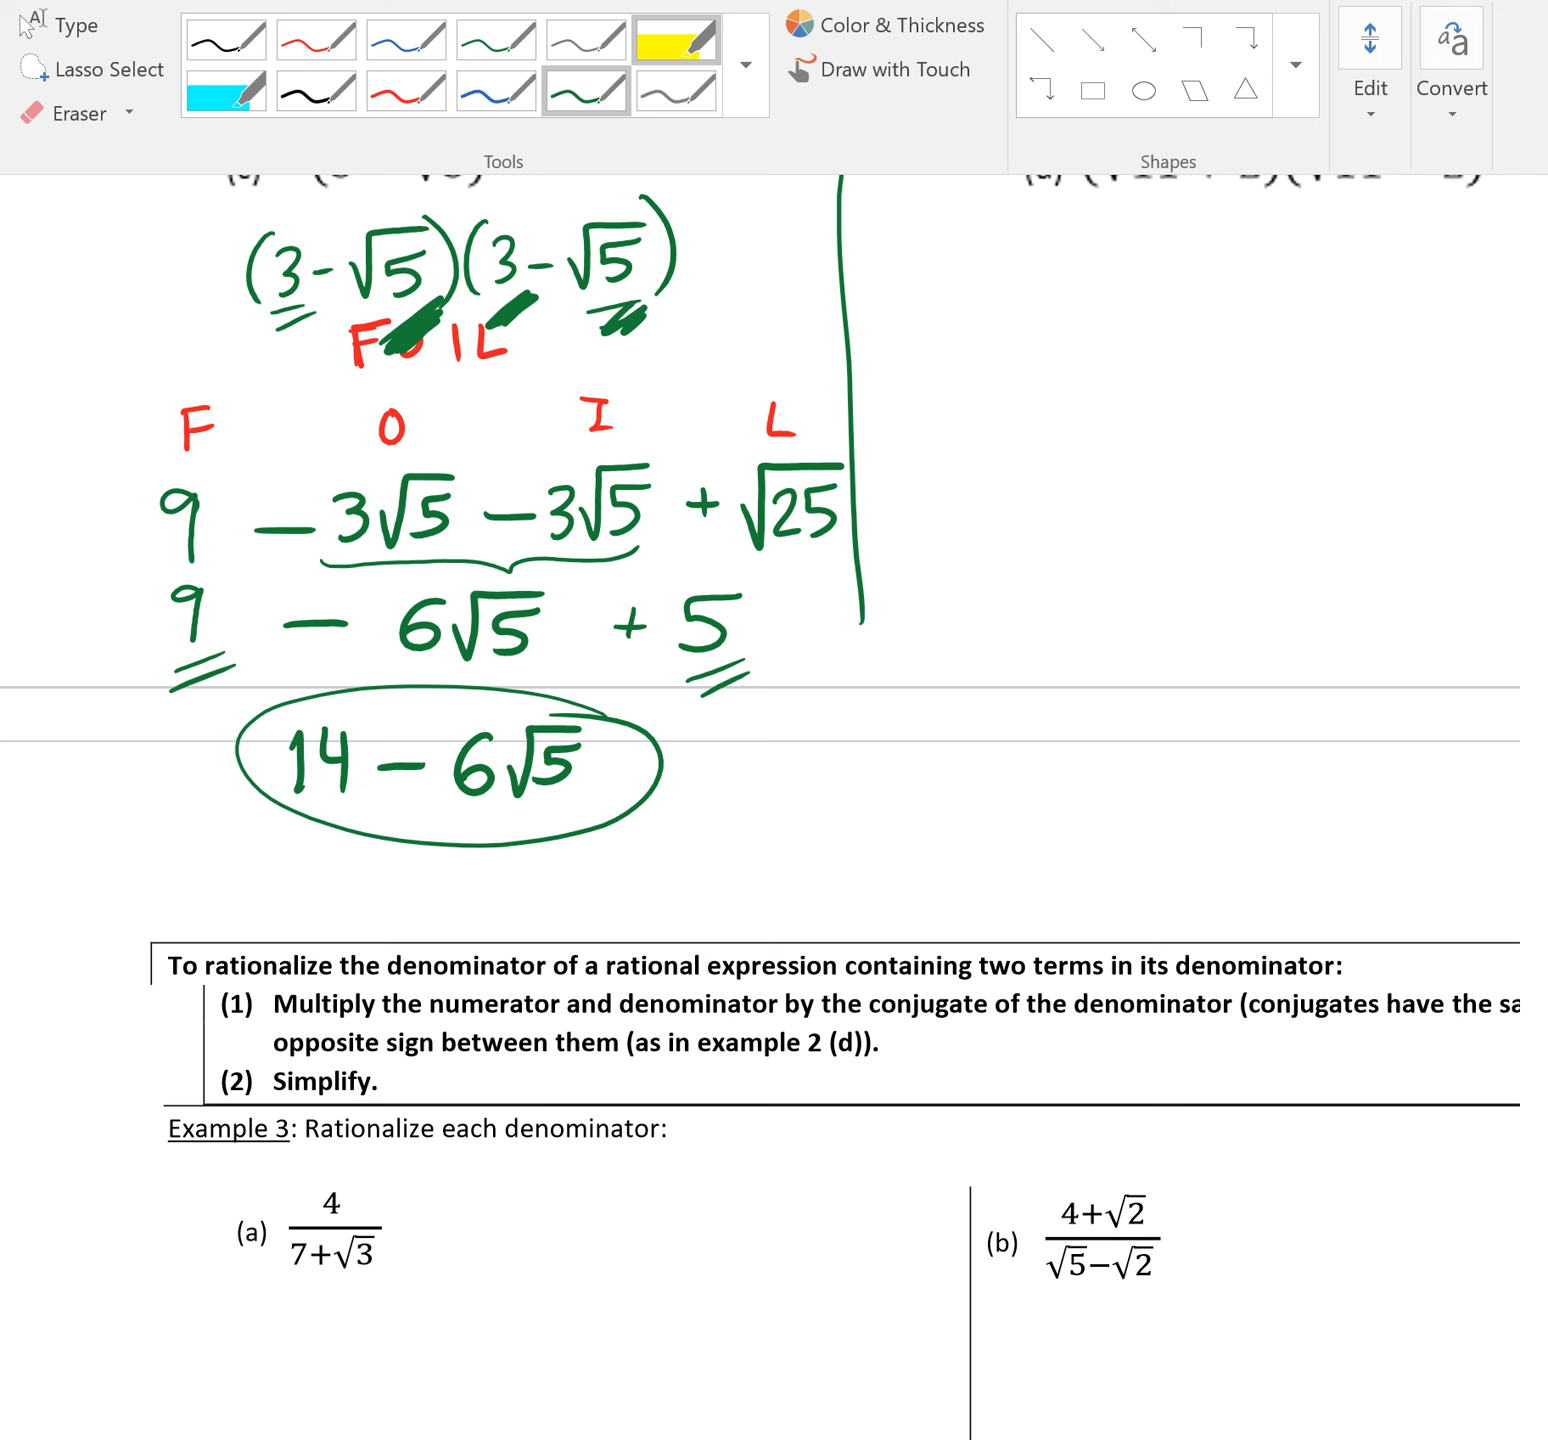 Type
Lasso Select
Eraser
Color & Thickness
Draw with Touch
Edit
Convert
Tools
Shapes
(3-√5)(3-√5)
FOIL
F O I L
9 - 3√5 - 3√5 + √25
9 - 6√5 + 5
14 - 6√5
To rationalize the denominator of a rational expression containing two terms in its denominator:
(1) Multiply the numerator and denominator by the conjugate of the denominator (conjugates have the sa
opposite sign between them (as in example 2 (d)).
(2) Simplify.
Example 3: Rationalize each denominator:
(a) 4/(7+√3)
(b) (4+√2)/(√5-√2)